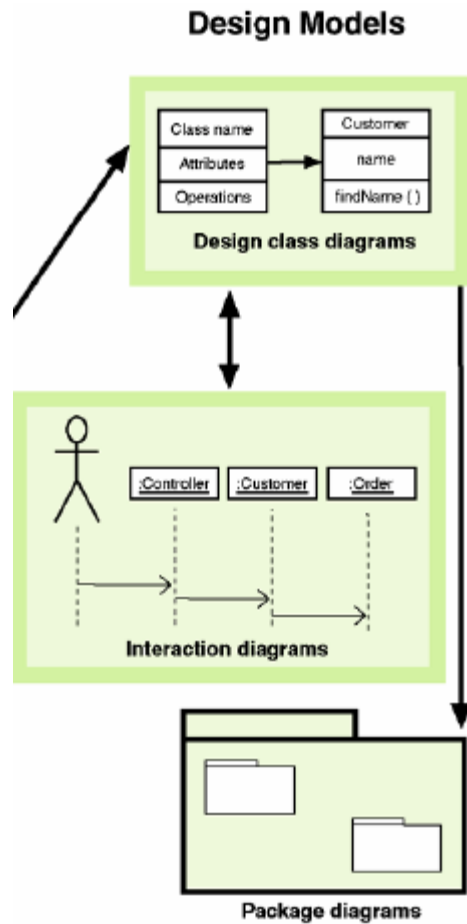 Design Models
Class name
Attributes
Operations
Customer
name
findName ( )
Design class diagrams
:Controller
:Customer
:Order
Interaction diagrams
Package diagrams